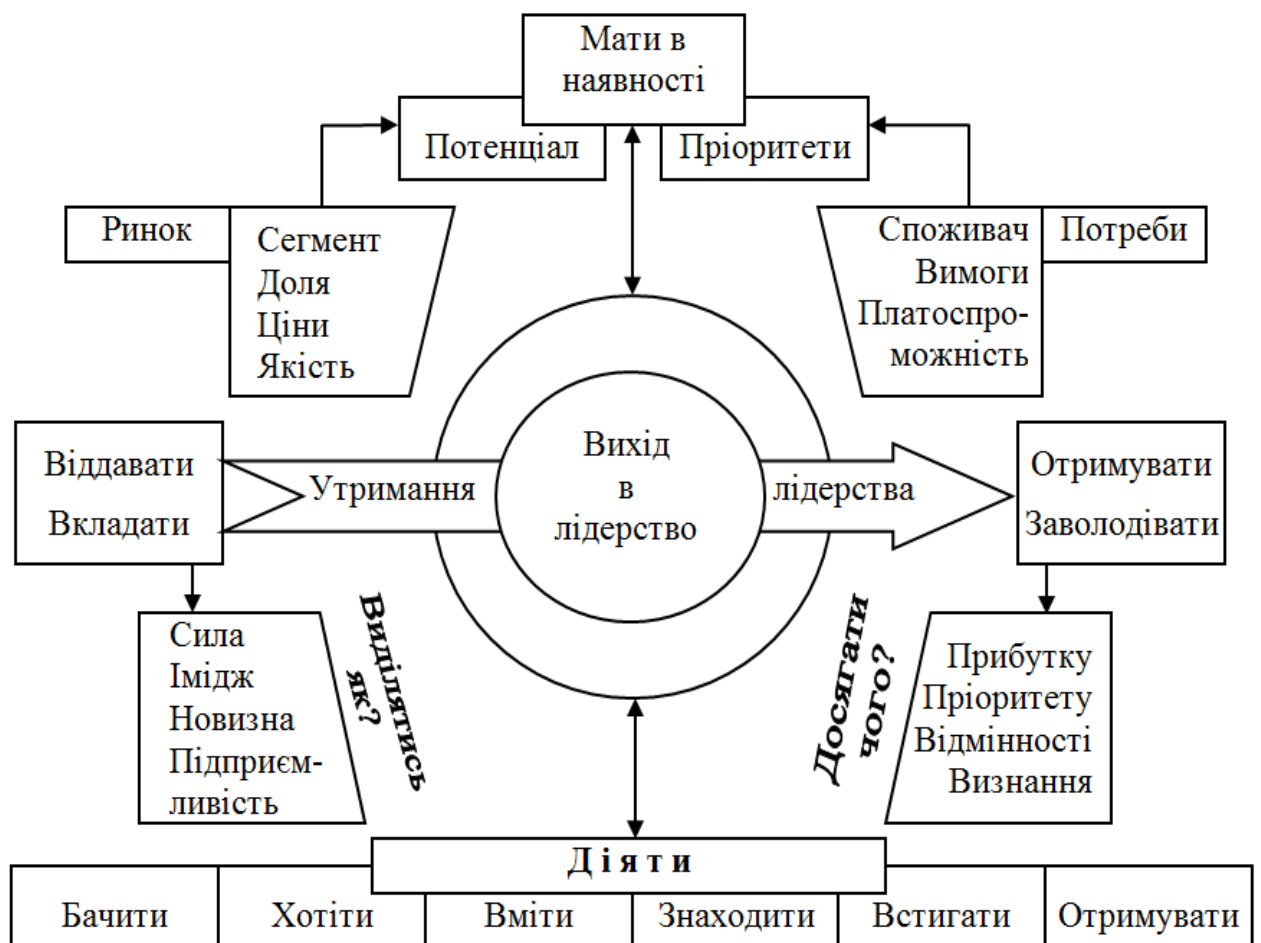 Мати в
наявності
Потенціал
Пріоритети
Ринок
Сегмент
Доля
Ціни
Якість
Споживач
Вимоги
Платоспро-
можність
Потреби
Віддавати
Вкладати
Утримання
Вихід
в
лідерство
лідерства
Отримувати
Заволодівати
Сила
Імідж
Новизна
Підприєм-
ливість
Виділятись
як?
Досягати
чого?
Прибутку
Пріоритету
Відмінності
Визнання
Діяти
Бачити
Хотіти
Вміти
Знаходити
Встигати
Отримувати